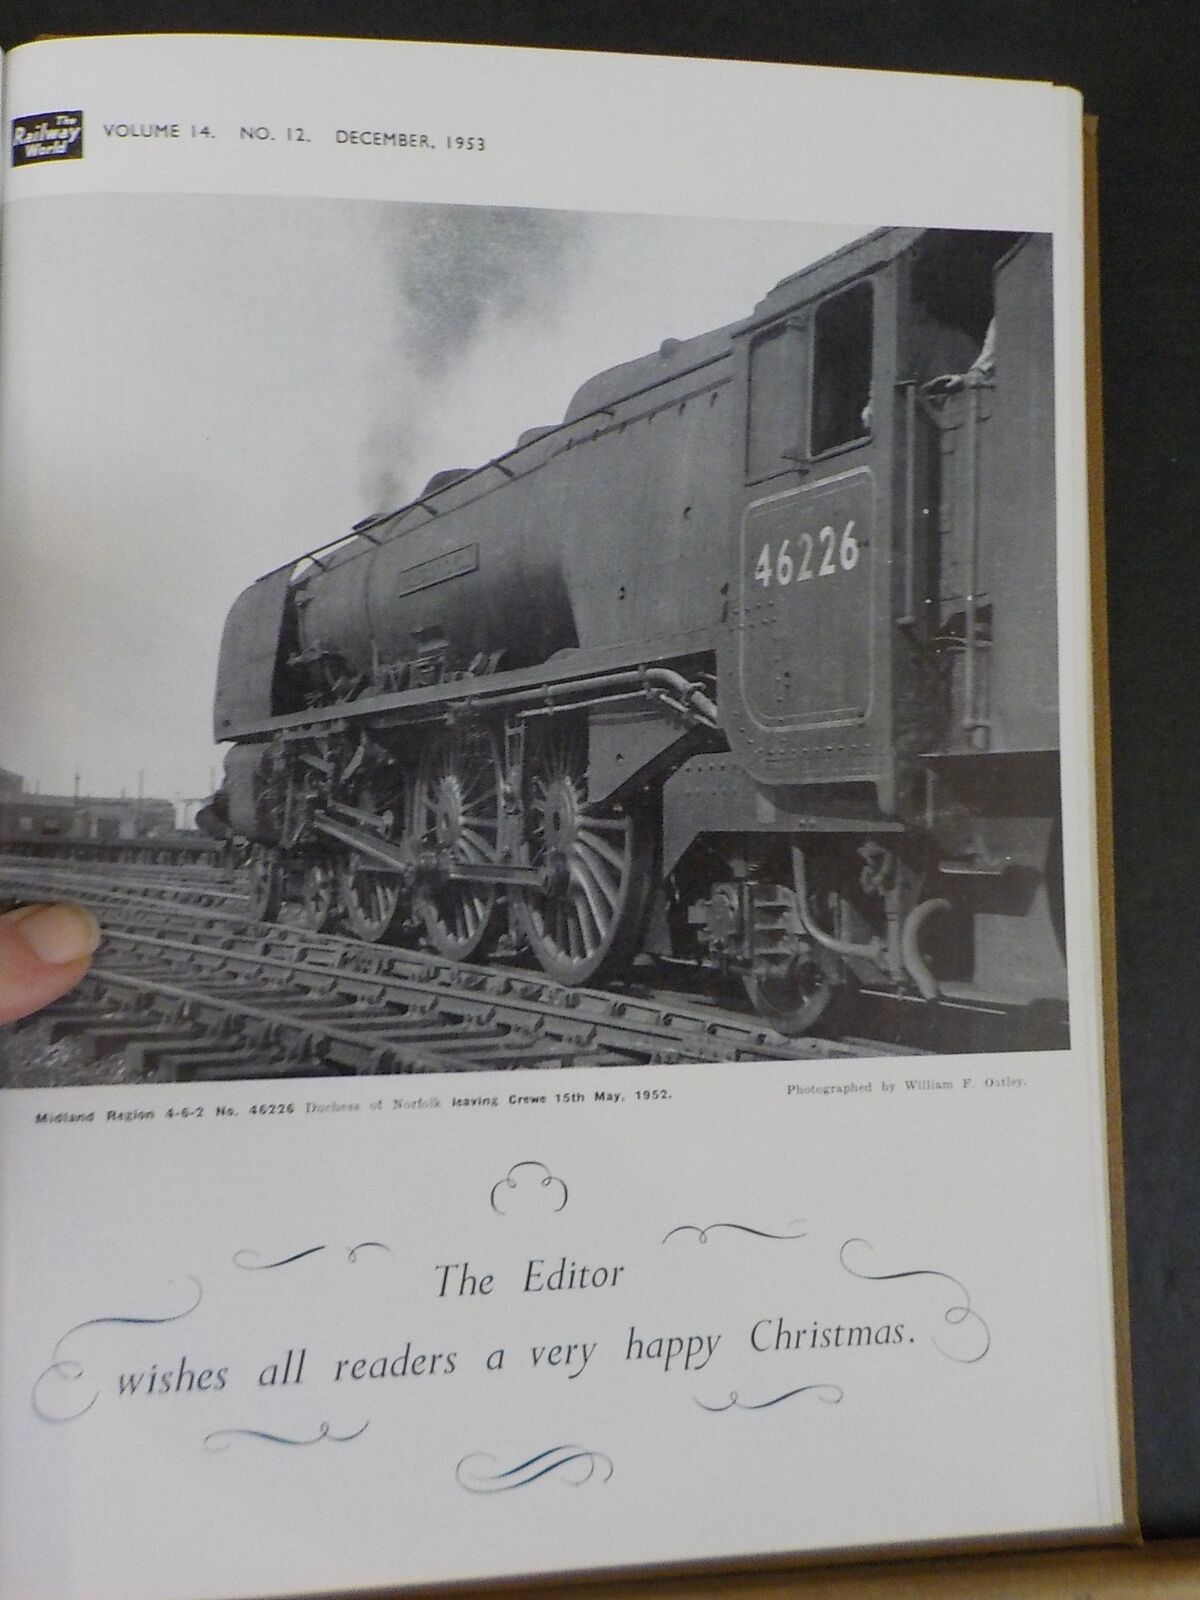 The
Railway
World
VOLUME 14. NO. 12. DECEMBER, 1953
46226
Midland Region 4-6-2 No. 46226 Duchess of Norfolk leaving Crewe 15th May, 1952.
Photographed by William F. Oatley.
The Editor
wishes all readers a very happy Christmas.